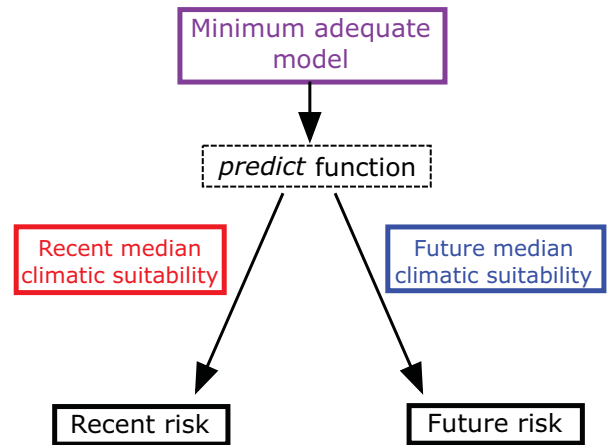 Minimum adequate
model
predict function
Recent median
climatic suitability
Future median
climatic suitability
Recent risk
Future risk